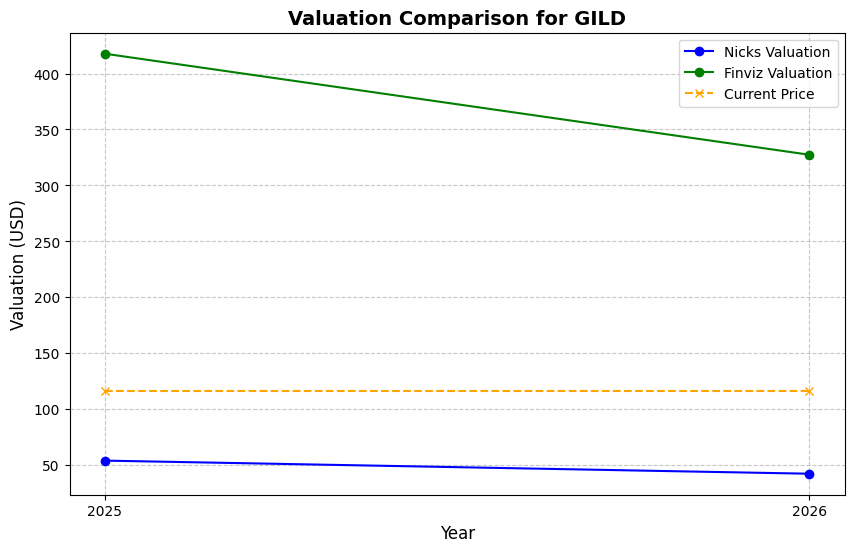 Valuation Comparison for GILD
Nicks Valuation
Finviz Valuation
Current Price
Valuation (USD)
400
350
300
250
200
150
100
50
2025
2026
Year